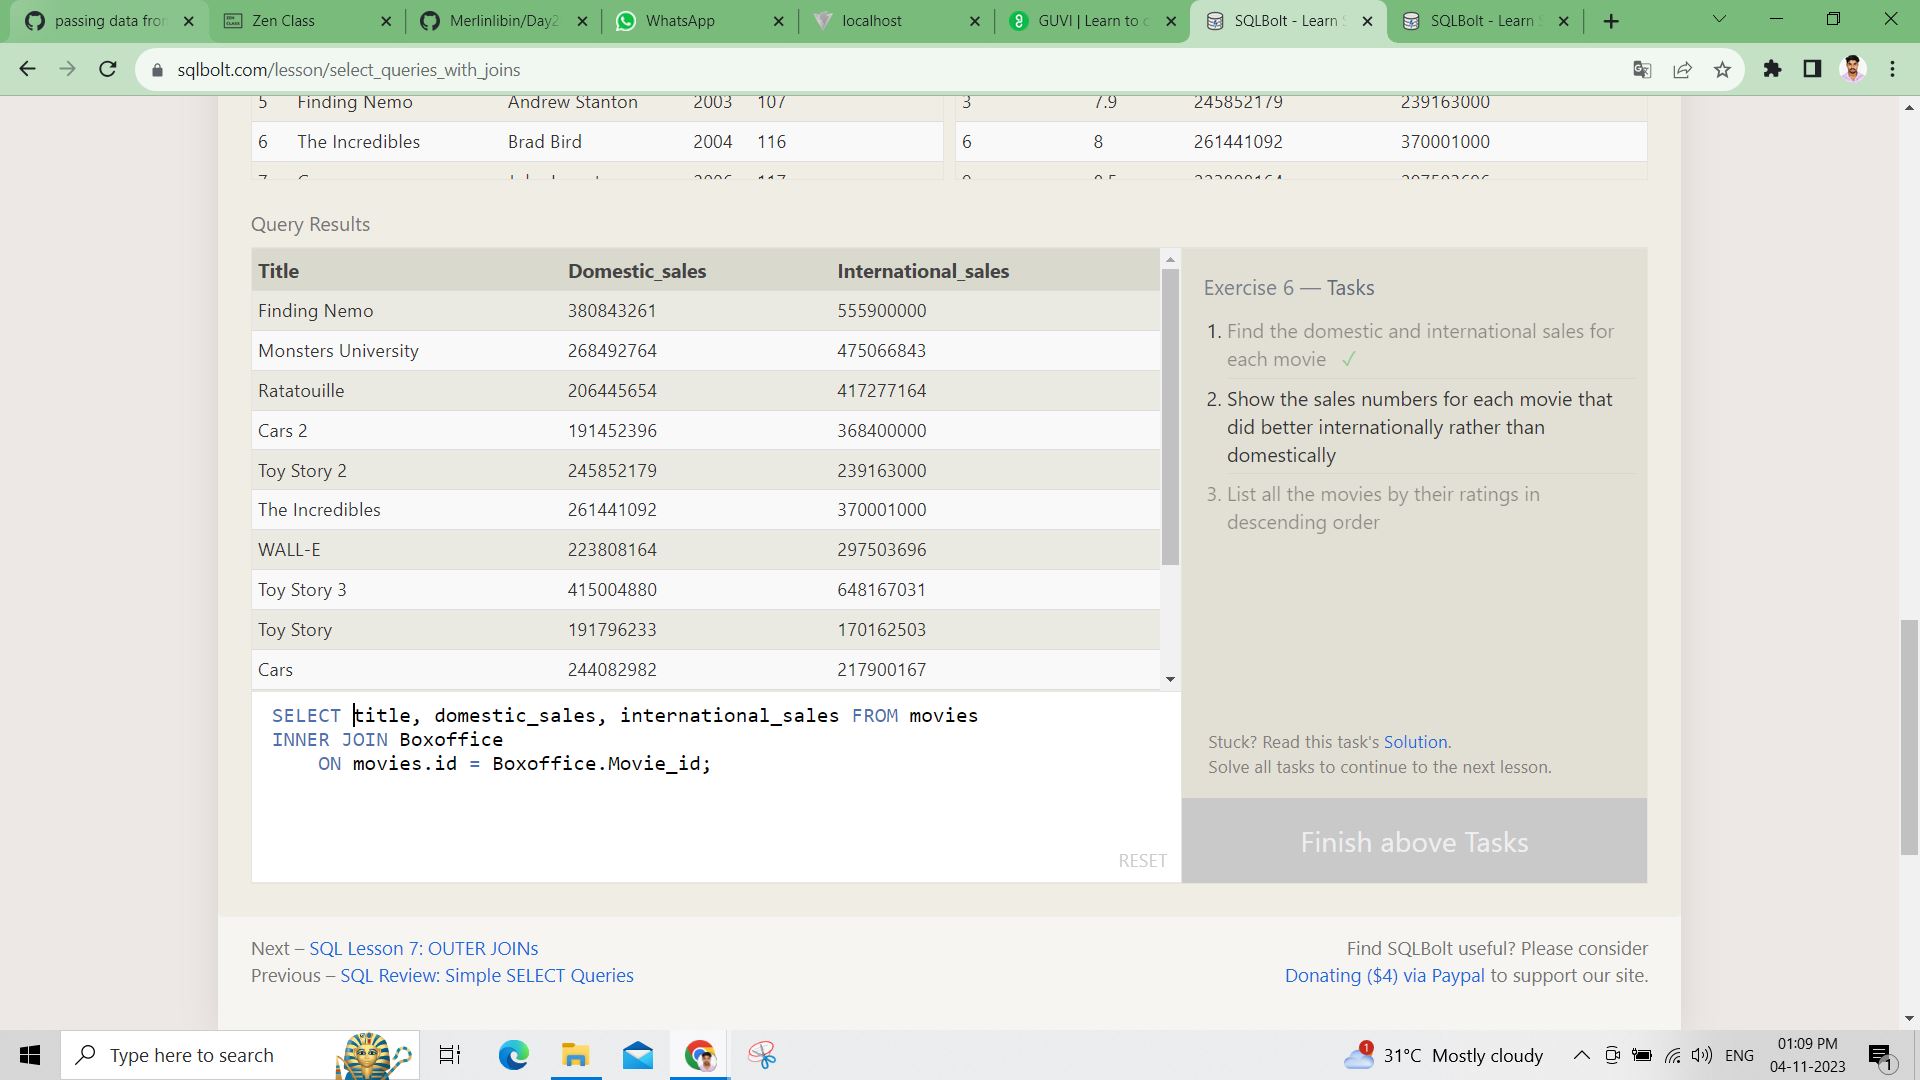 passing data fro
Zen Class
Merlinlibin/Day2
WhatsApp
localhost
GUVI | Learn to c
SQLBolt - Learn S
SQLBolt - Learn S
sqlbolt.com/lesson/select_queries_with_joins
5 Finding Nemo Andrew Stanton 2003 107
3 7.9 245852179 239163000
6 The Incredibles Brad Bird 2004 116
6 8 261441092 370001000
Query Results
Title Domestic_sales International_sales
Finding Nemo 380843261 555900000
Monsters University 268492764 475066843
Ratatouille 206445654 417277164
Cars 2 191452396 368400000
Toy Story 2 245852179 239163000
The Incredibles 261441092 370001000
WALL-E 223808164 297503696
Toy Story 3 415004880 648167031
Toy Story 191796233 170162503
Cars 244082982 217900167
SELECT title, domestic_sales, international_sales FROM movies
INNER JOIN Boxoffice
ON movies.id = Boxoffice.Movie_id;
RESET
Exercise 6 — Tasks
1. Find the domestic and international sales for
each movie ✓
2. Show the sales numbers for each movie that
did better internationally rather than
domestically
3. List all the movies by their ratings in
descending order
Stuck? Read this task's Solution.
Solve all tasks to continue to the next lesson.
Finish above Tasks
Next – SQL Lesson 7: OUTER JOINs
Previous – SQL Review: Simple SELECT Queries
Find SQLBolt useful? Please consider
Donating ($4) via Paypal to support our site.
Type here to search
1
31°C Mostly cloudy
ENG
01:09 PM
04-11-2023
1